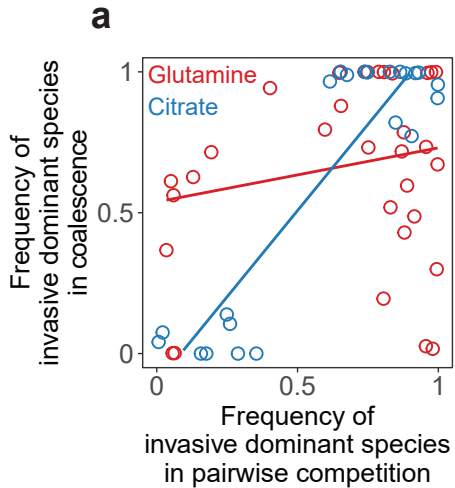 a
Glutamine
Citrate
1
0.5
0
0
0.5
1
Frequency of
invasive dominant species
in coalescence
Frequency of
invasive dominant species
in pairwise competition